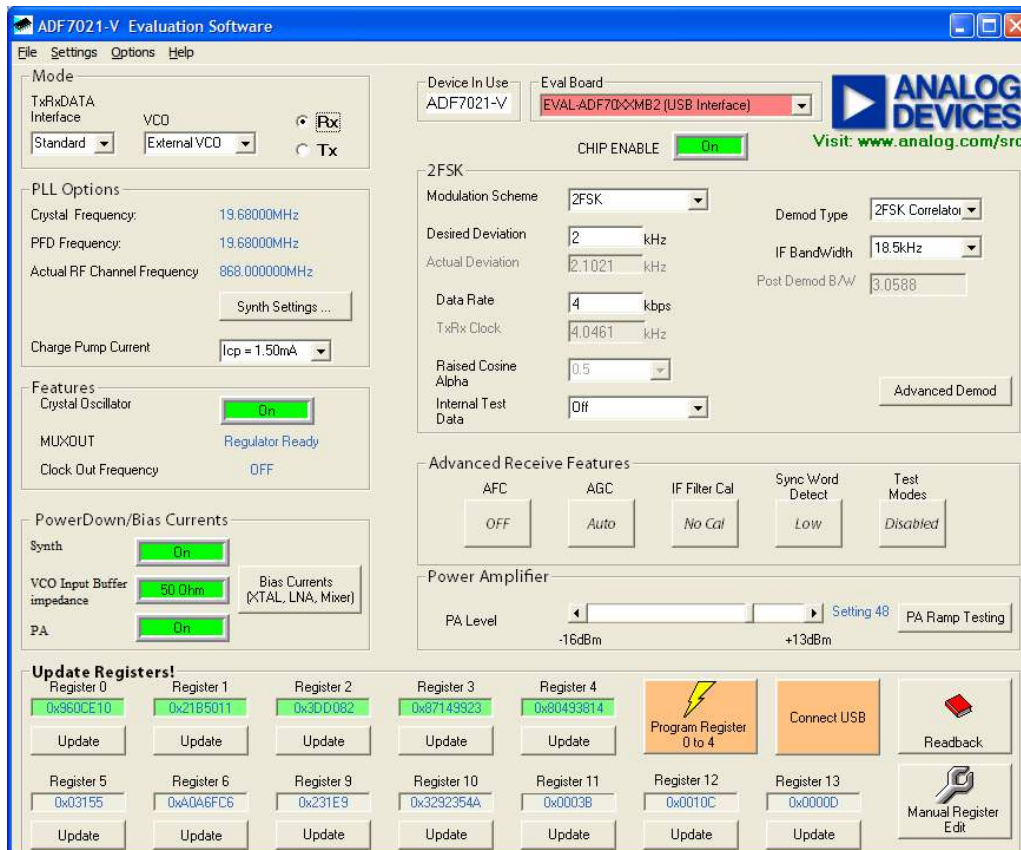 ADF7021-V Evaluation Software
File Settings Options Help
Mode
TxRxDATA
Interface
Standard
VCO
External VCO
Rx
Tx
Device In Use
ADF7021-V
Eval Board
EVAL-ADF70XXMB2 (USB Interface)
ANALOG
DEVICES
Visit: www.analog.com/src
CHIP ENABLE On
PLL Options
Crystal Frequency: 19.68000MHz
PFD Frequency: 19.68000MHz
Actual RF Channel Frequency 868.000000MHz
Synth Settings ...
Charge Pump Current Icp = 1.50mA
2FSK
Modulation Scheme 2FSK
Desired Deviation 2 kHz
Actual Deviation 2.1021 kHz
Data Rate 4 kbps
TxRx Clock 4.0461 kHz
Raised Cosine
Alpha
0.5
Internal Test
Data
Off
Demod Type 2FSK Correlator
IF BandWidth 18.5kHz
Post Demod B/W 3.0588
Advanced Demod
Features
Crystal Oscillator On
MUXOUT Regulator Ready
Clock Out Frequency OFF
Advanced Receive Features
AFC
OFF
AGC
Auto
IF Filter Cal
No Cal
Sync Word
Detect
Low
Test
Modes
Disabled
PowerDown/Bias Currents
Synth On
VCO Input Buffer
impedance
50 Ohm
PA On
Bias Currents
(XTAL, LNA, Mixer)
Power Amplifier
PA Level
-16dBm +13dBm
Setting 48
PA Ramp Testing
Update Registers!
Register 0 Register 1 Register 2 Register 3 Register 4
0x960CE10 0x21B5011 0x3DD082 0x87149923 0x80493814
Update Update Update Update Update
Program Register
0 to 4
Connect USB
Readback
Register 5 Register 6 Register 9 Register 10 Register 11 Register 12 Register 13
0x03155 0xA0A6FC6 0x231E9 0x3292354A 0x0003B 0x0010C 0x0000D
Update Update Update Update Update Update Update
Manual Register
Edit